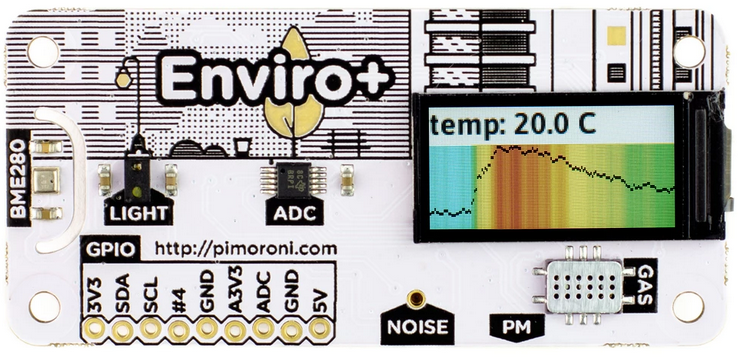 Enviro+
temp: 20.0 C
BME280
LIGHT
ADC
GPIO http://pimoroni.com
3V3 SDA SCL #4 GND A3V3 ADC GND 5V
NOISE
PM
GAS